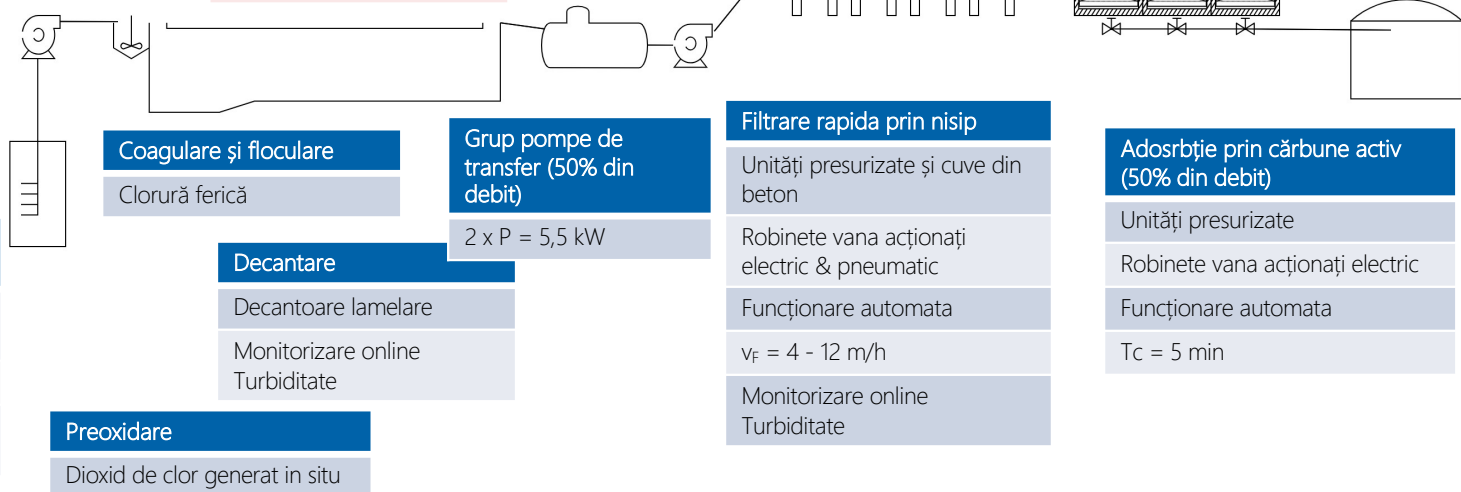 Coagulare și floculare
Clorură ferică
Decantare
Decantoare lamelare
Monitorizare online
Turbiditate
Preoxidare
Dioxid de clor generat in situ
Grup pompe de
transfer (50% din
debit)
2 x P = 5,5 kW
Filtrare rapida prin nisip
Unități presurizate și cuve din
beton
Robinete vana acționați
electric & pneumatic
Funcționare automata
vF = 4 - 12 m/h
Monitorizare online
Turbiditate
Adosrbție prin cărbune activ
(50% din debit)
Unități presurizate
Robinete vana acționați electric
Funcționare automata
Tc = 5 min